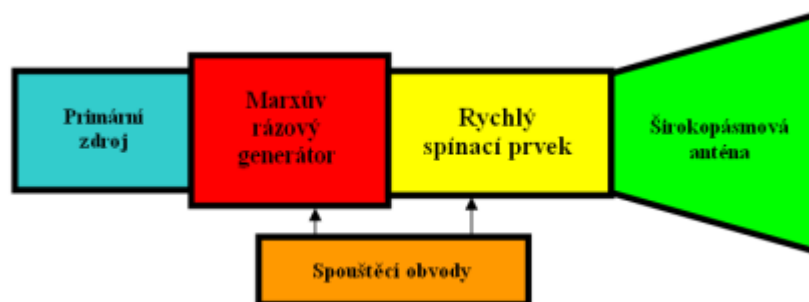 Primární
zdroj
Marxův
rázový
generátor
Rychlý
spínací prvek
Širokopásmová
anténa
Spouštěcí obvody